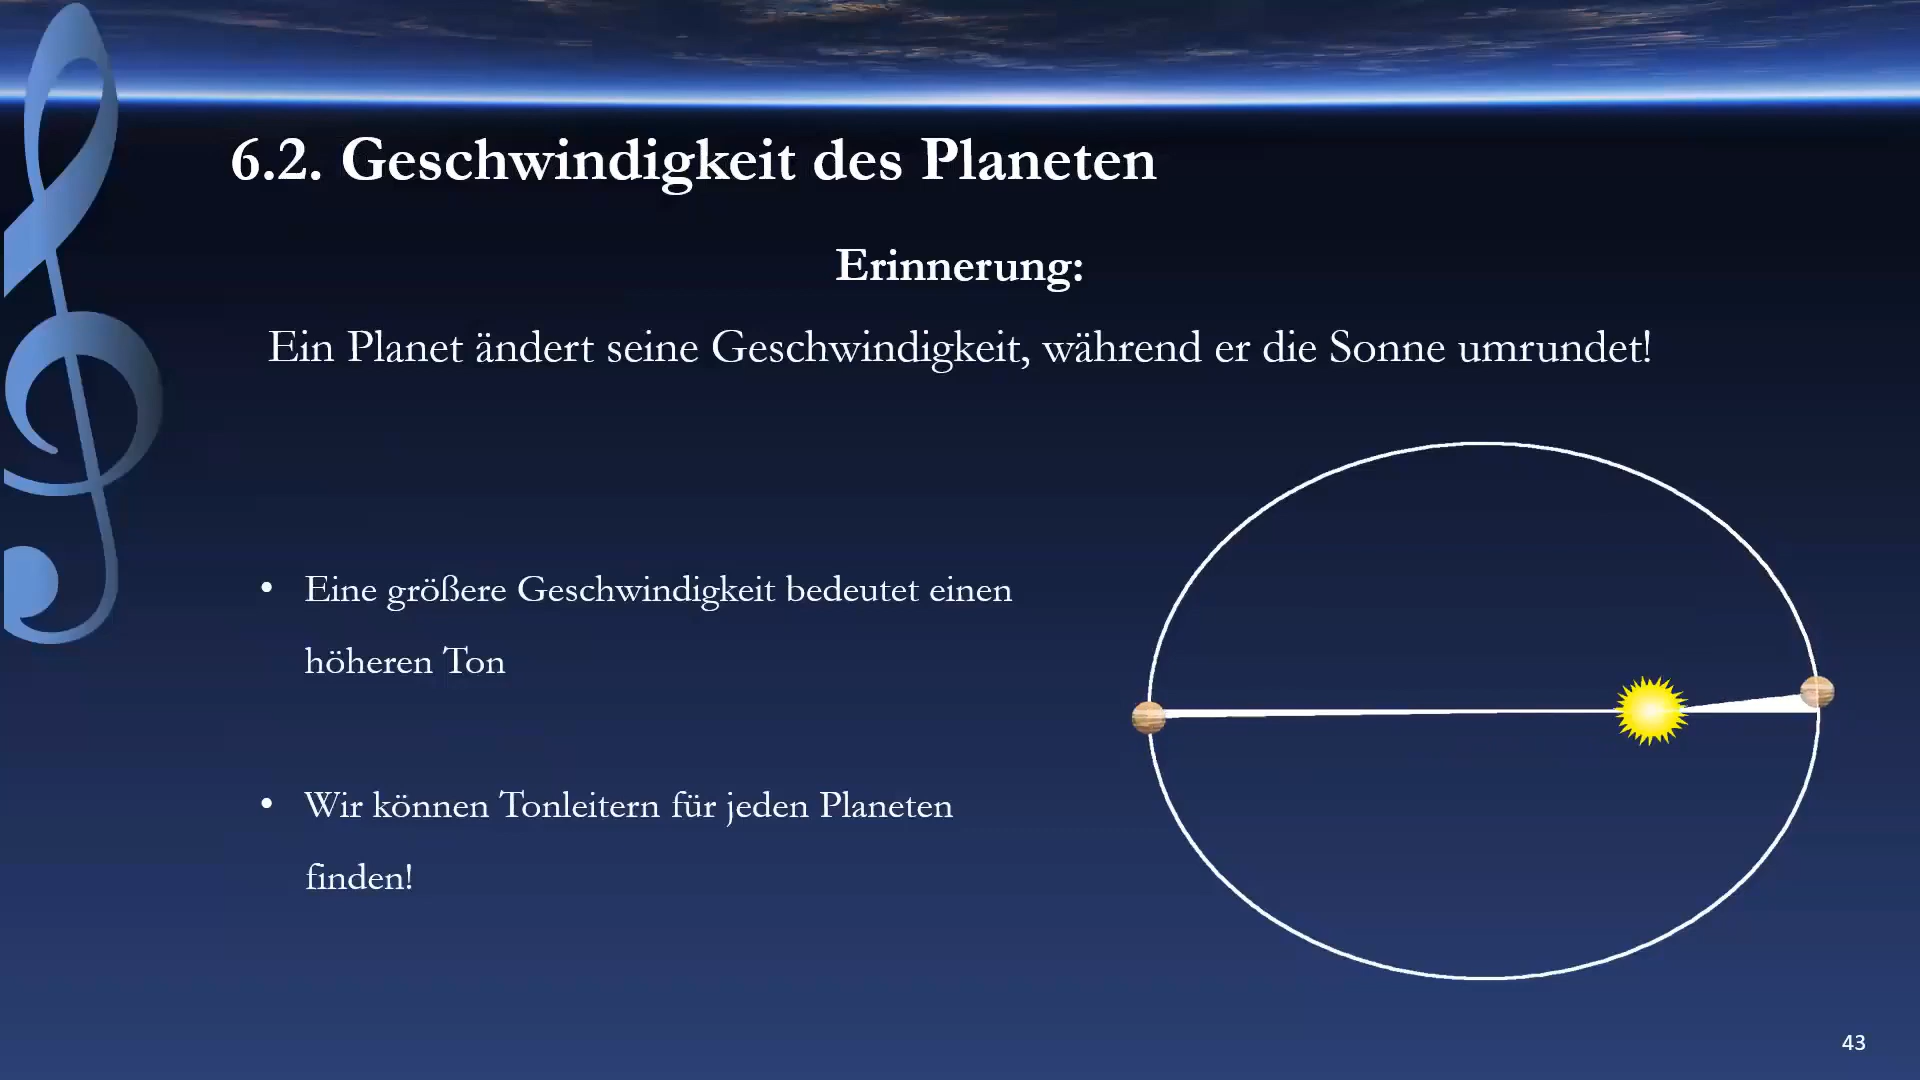 6.2. Geschwindigkeit des Planeten
Erinnerung:
Ein Planet ändert seine Geschwindigkeit, während er die Sonne umrundet!
• Eine größere Geschwindigkeit bedeutet einen
höheren Ton
• Wir können Tonleitern für jeden Planeten
finden!
43